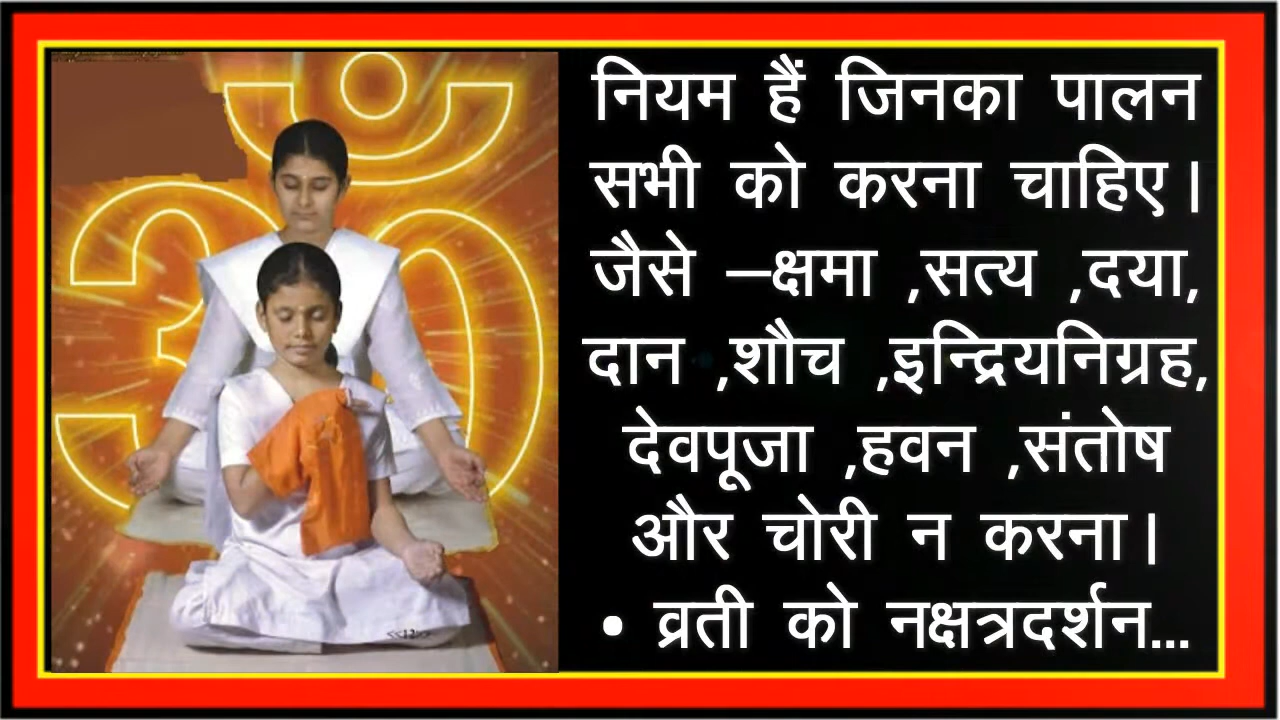 नियम हैं जिनका पालन
सभी को करना चाहिए।
जैसे –क्षमा ,सत्य ,दया,
दान ,शौच ,इन्द्रियनिग्रह,
देवपूजा ,हवन ,संतोष
और चोरी न करना।
• व्रती को नक्षत्रदर्शन...
<<12>>